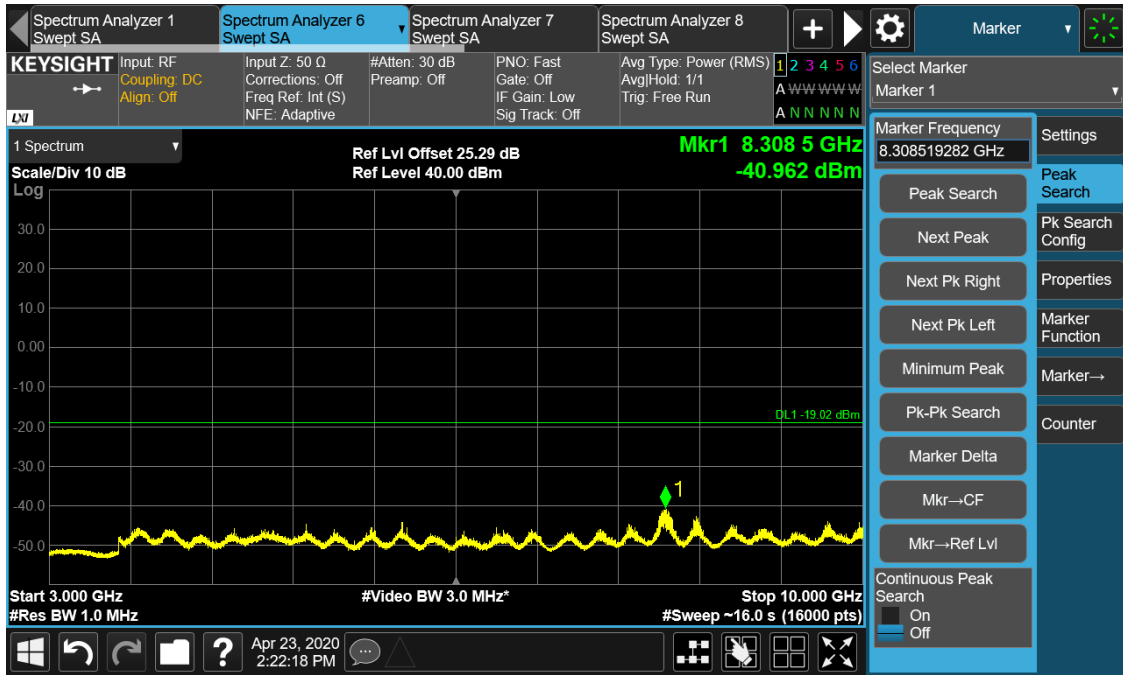 Spectrum Analyzer 1
Swept SA
Spectrum Analyzer 6
Swept SA
Spectrum Analyzer 7
Swept SA
Spectrum Analyzer 8
Swept SA
Marker
KEYSIGHT
LXI
Input: RF
Coupling: DC
Align: Off
Input Z: 50 Ω
Corrections: Off
Freq Ref: Int (S)
NFE: Adaptive
#Atten: 30 dB
Preamp: Off
PNO: Fast
Gate: Off
IF Gain: Low
Sig Track: Off
Avg Type: Power (RMS)
Avg|Hold: 1/1
Trig: Free Run
1 2 3 4 5 6
A W W W W W
A N N N N N
Select Marker
Marker 1
1 Spectrum
Scale/Div 10 dB
Log
Ref Lvl Offset 25.29 dB
Ref Level 40.00 dBm
Mkr1 8.308 5 GHz
-40.962 dBm
30.0
20.0
10.0
0.00
-10.0
-20.0
-30.0
-40.0
-50.0
DL1 -19.02 dBm
1
Start 3.000 GHz
#Res BW 1.0 MHz
#Video BW 3.0 MHz*
Stop 10.000 GHz
#Sweep ~16.0 s (16000 pts)
Marker Frequency
8.308519282 GHz
Peak Search
Next Peak
Next Pk Right
Next Pk Left
Minimum Peak
Pk-Pk Search
Marker Delta
Mkr→CF
Mkr→Ref Lvl
Continuous Peak
Search
On
Off
Settings
Peak
Search
Pk Search
Config
Properties
Marker
Function
Marker→
Counter
?
Apr 23, 2020
2:22:18 PM